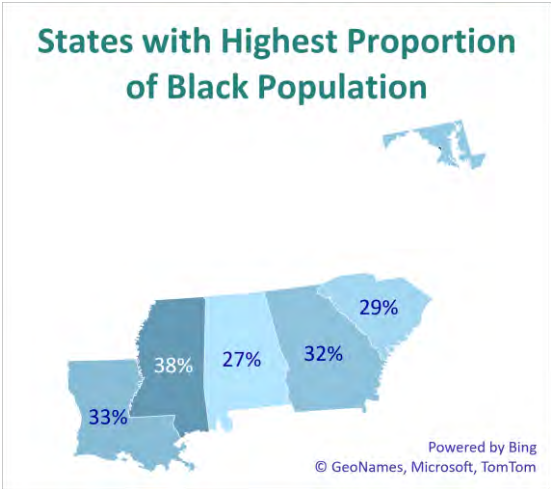 States with Highest Proportion
of Black Population
29%
32%
27%
38%
33%
Powered by Bing
© GeoNames, Microsoft, TomTom